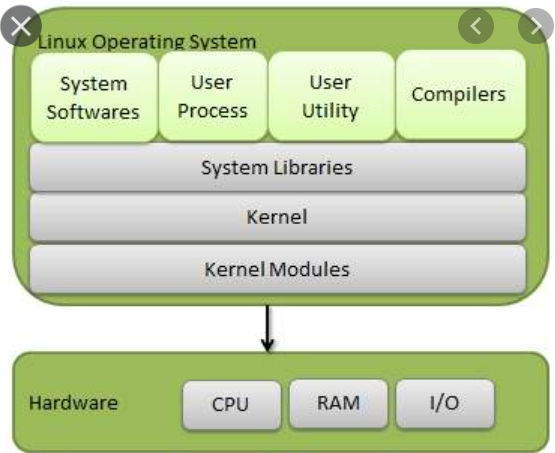 Linux Operating System
System
Softwares
User
Process
User
Utility
Compilers
System Libraries
Kernel
Kernel Modules
Hardware
CPU
RAM
I/O